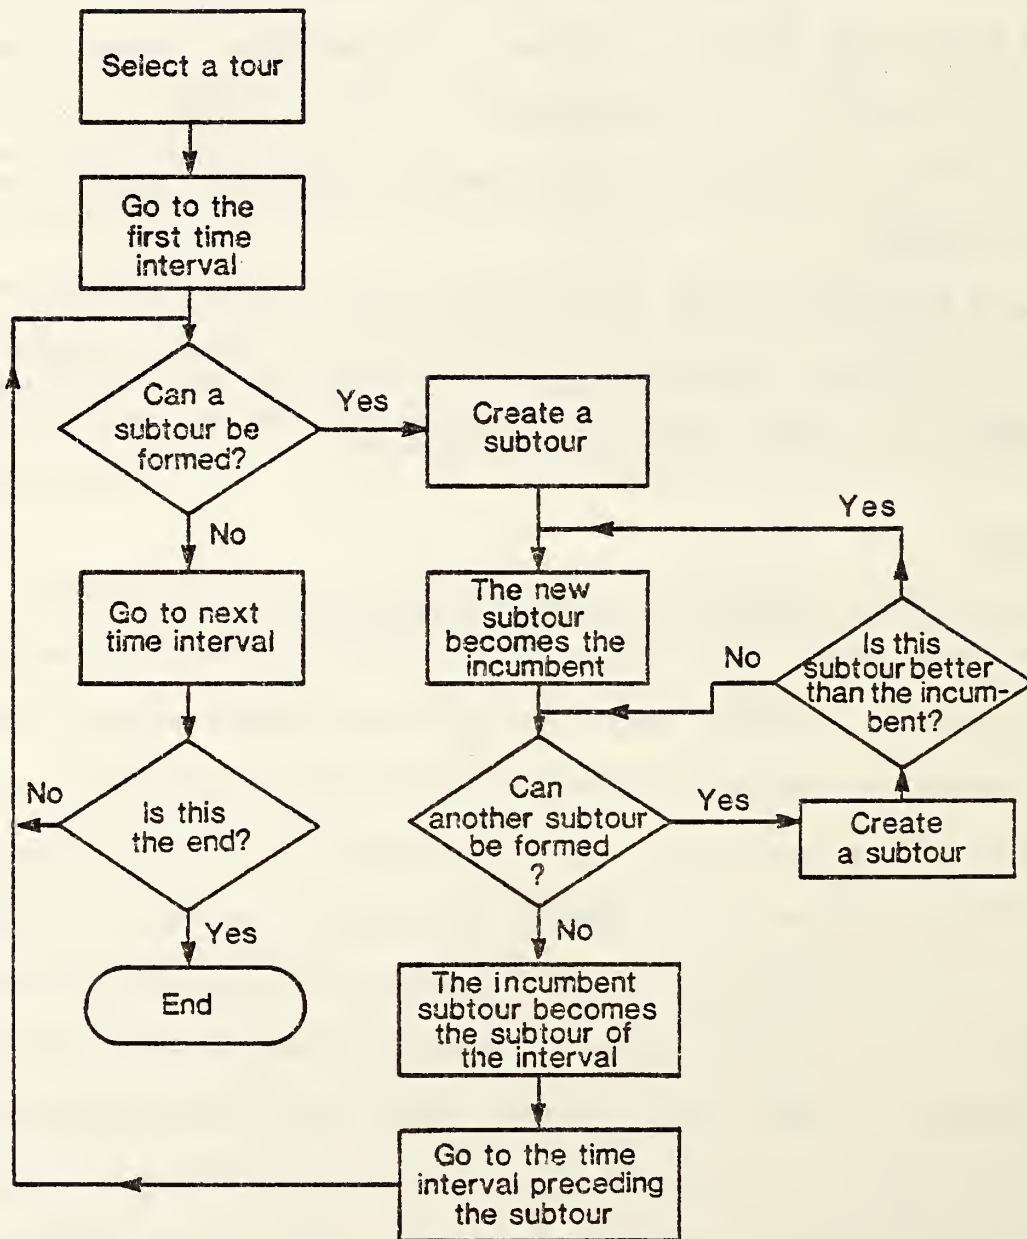 Select a tour
Go to the
first time
interval
Can a
subtour be
formed?
Yes
Create a
subtour
No
Yes
Go to next
time interval
The new
subtour
becomes the
incumbent
No
Is this
subtour better
than the incum-
bent?
No
Is this
the end?
Can
another subtour
be formed
?
Yes
Create
a subtour
Yes
No
End
The incumbent
subtour becomes
the subtour of
the interval
Go to the time
interval preceding
the subtour